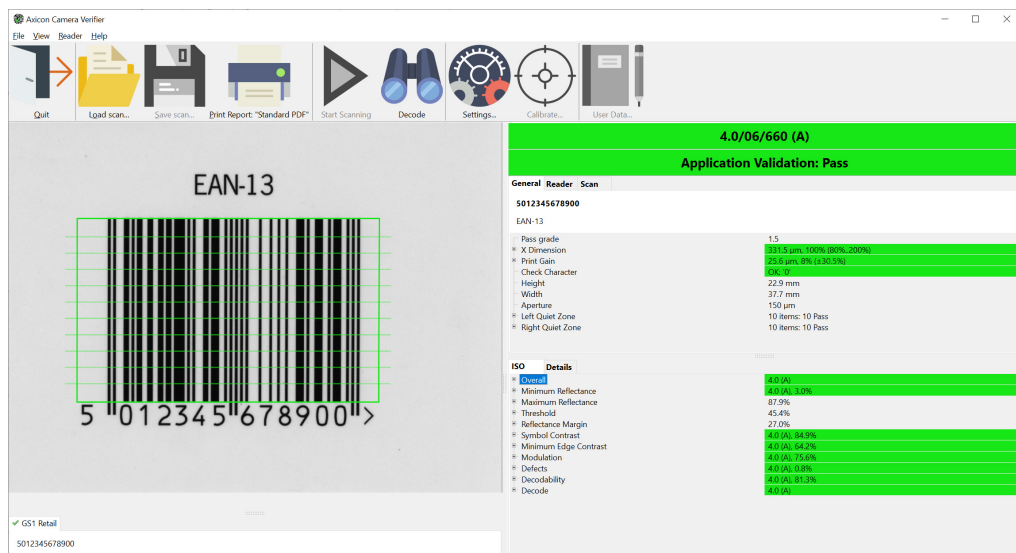 Axicon Camera Verifier
File View Reader Help
Quit Load scan... Save scan... Print Report: "Standard PDF" Start Scanning Decode Settings... Calibrate... User Data...
EAN-13
5 012345 678900 >
4.0/06/660 (A)
Application Validation: Pass
General Reader Scan
5012345678900
EAN-13
Pass grade 1.5
X Dimension 331.5 µm, 100% (80%..200%)
Print Gain 25.6 µm, 8% (±30.5%)
Check Character OK: '0'
Height 22.9 mm
Width 37.7 mm
Aperture 150 µm
Left Quiet Zone 10 items: 10 Pass
Right Quiet Zone 10 items: 10 Pass
ISO Details
Overall 4.0 (A)
Minimum Reflectance 4.0 (A), 3.0%
Maximum Reflectance 87.9%
Threshold 45.4%
Reflectance Margin 27.0%
Symbol Contrast 4.0 (A), 84.9%
Minimum Edge Contrast 4.0 (A), 64.2%
Modulation 4.0 (A), 75.6%
Defects 4.0 (A), 0.8%
Decodability 4.0 (A), 81.3%
Decode 4.0 (A)
GS1 Retail
5012345678900